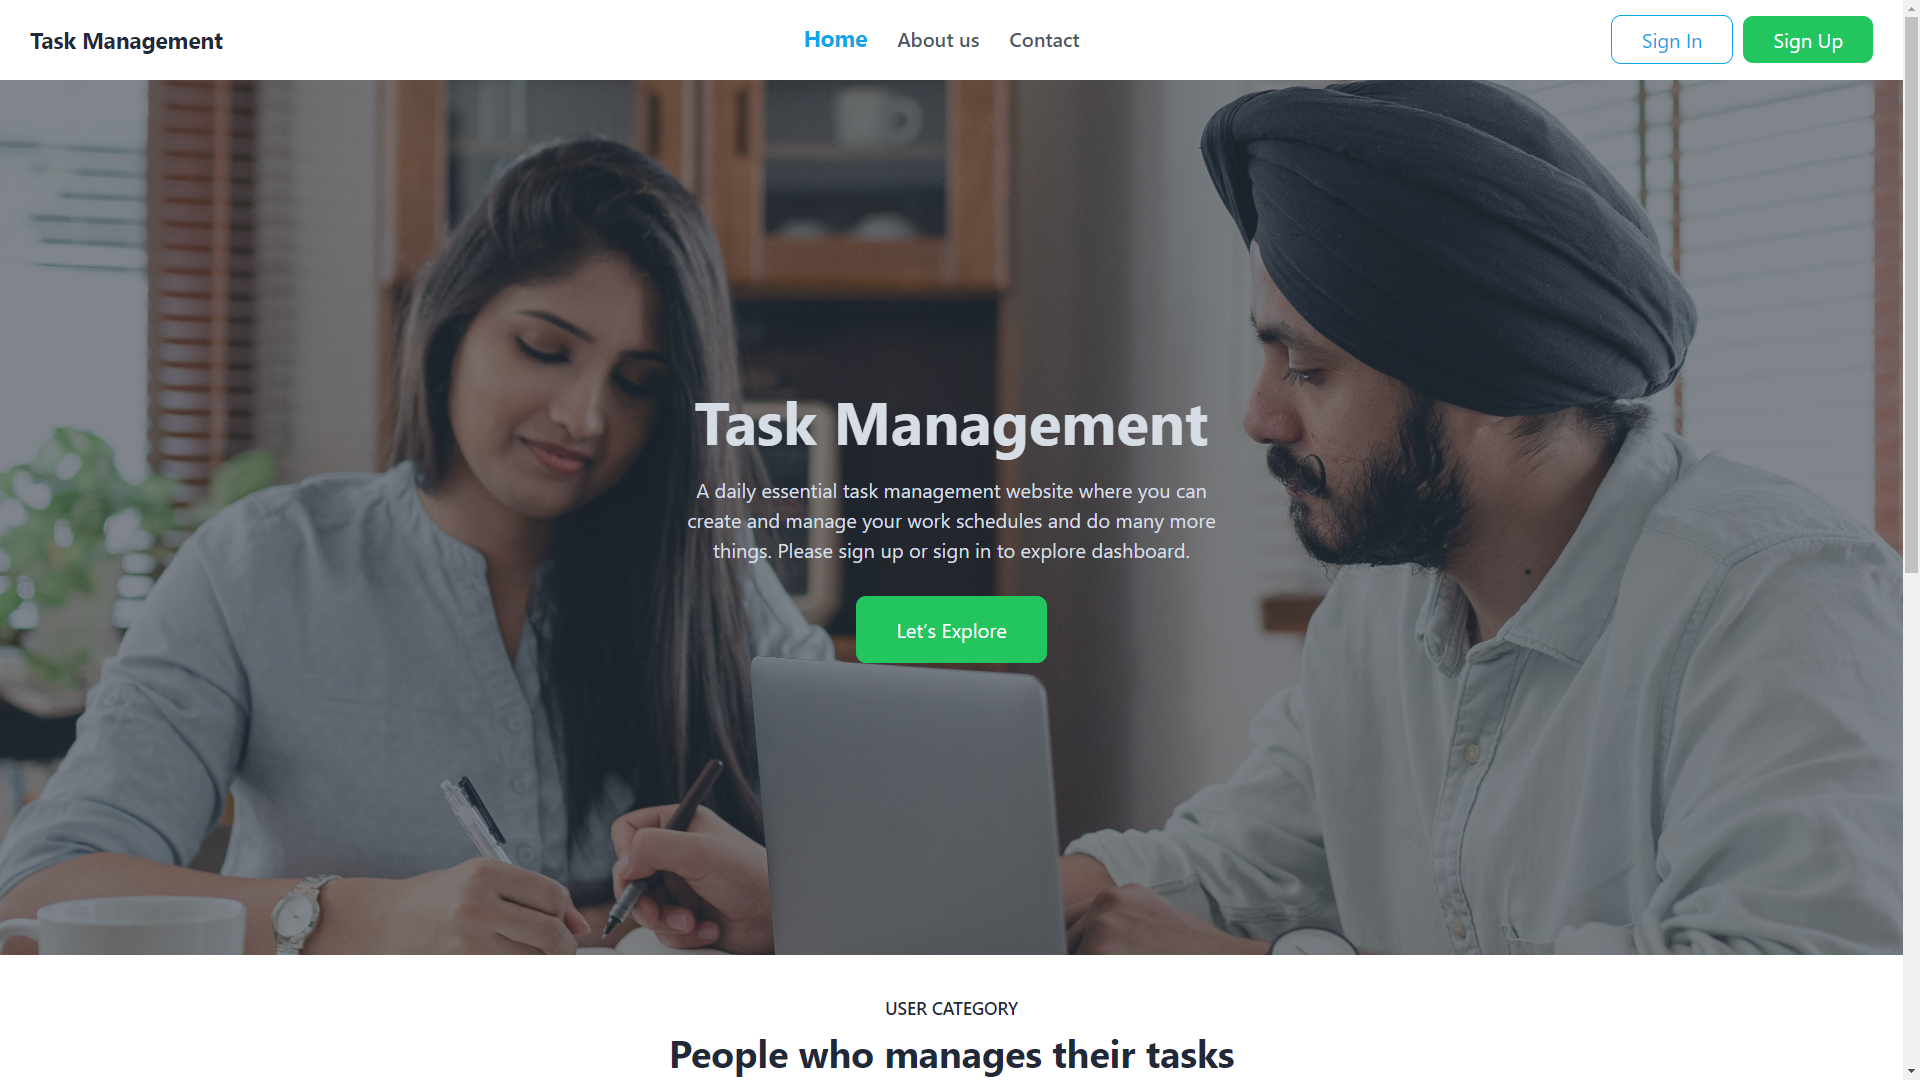 Task Management
Home
About us
Contact
Sign In
Sign Up
Task Management
A daily essential task management website where you can
create and manage your work schedules and do many more
things. Please sign up or sign in to explore dashboard.
Let's Explore
USER CATEGORY
People who manages their tasks